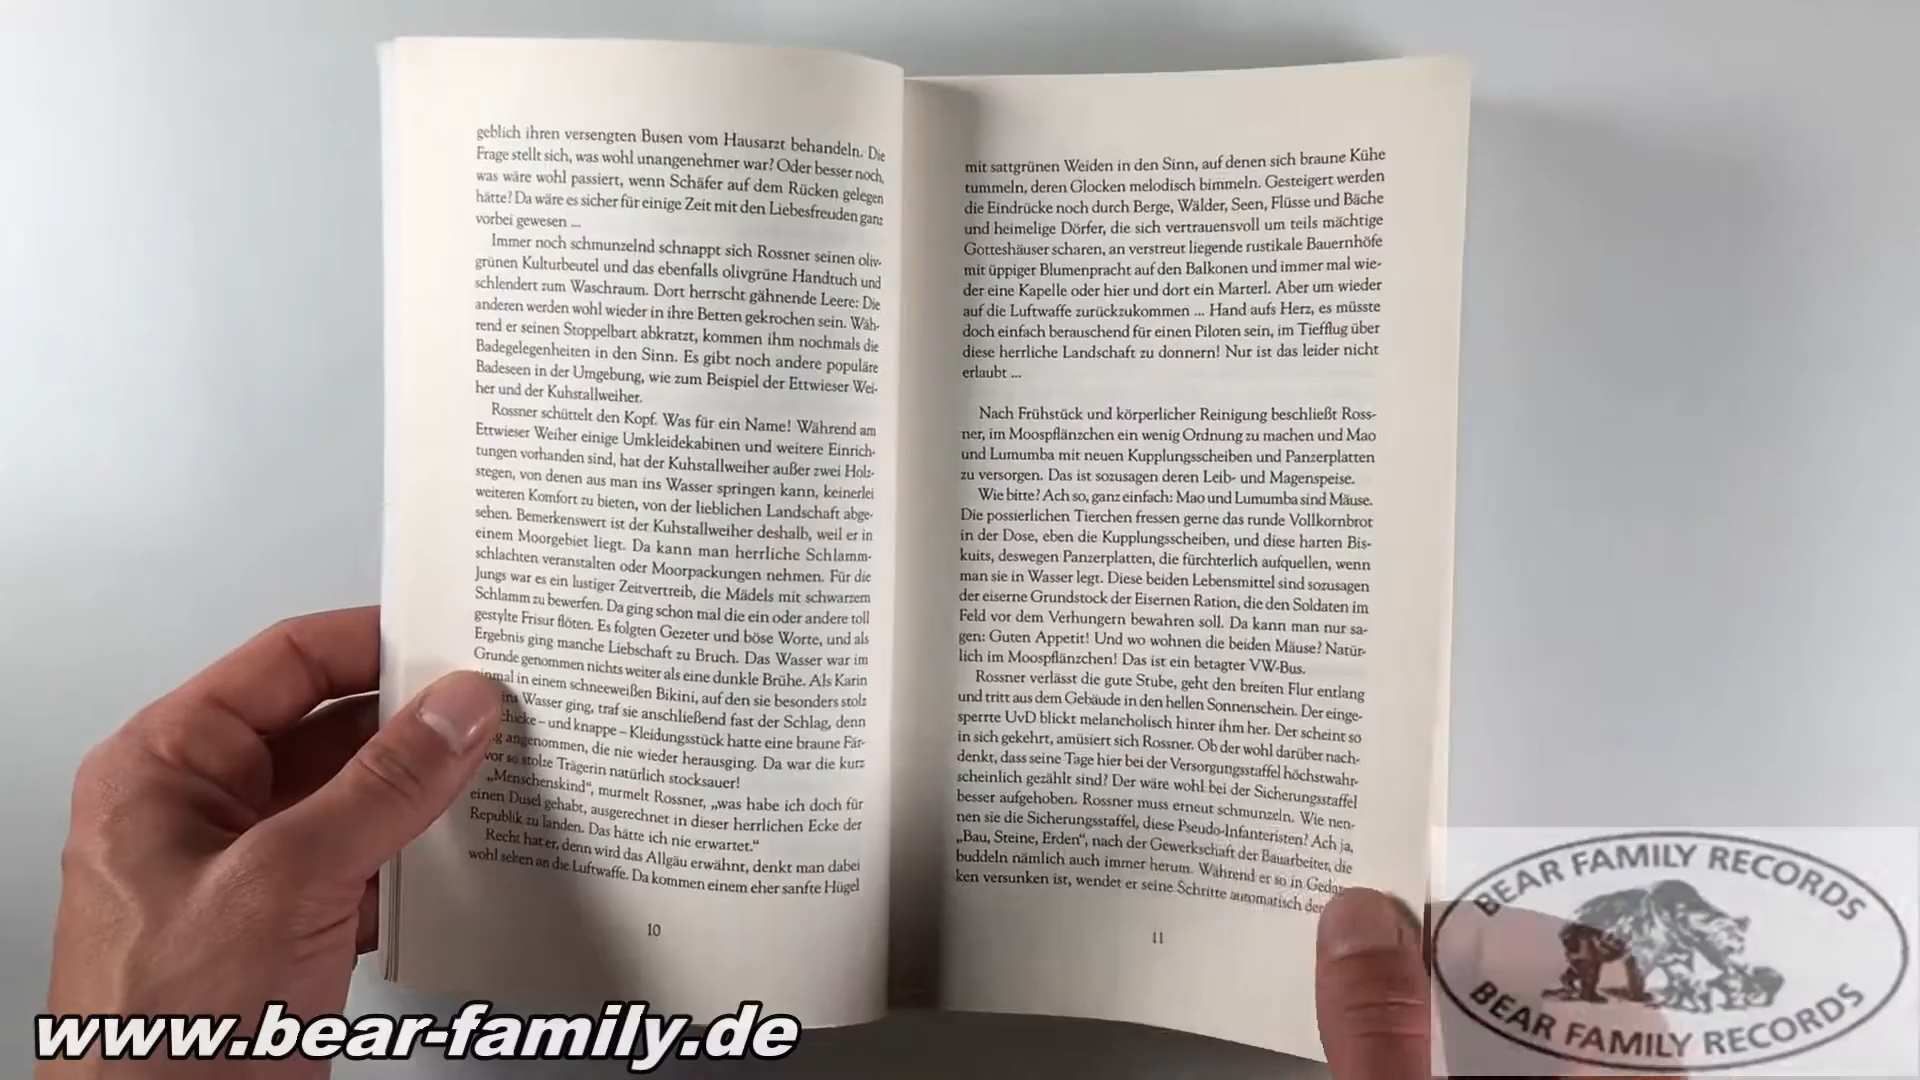 geblich ihren versengten Busen vom Hausarzt behandeln. Die
Frage stellt sich, was wohl unangenehmer war? Oder besser noch,
was wäre wohl passiert, wenn Schäfer auf dem Rücken gelegen
hätte? Da wäre es sicher für einige Zeit mit den Liebesfreuden ganz
vorbei gewesen ...
Immer noch schmunzelnd schnappt sich Rossner seinen oliv-
grünen Kulturbeutel und das ebenfalls olivgrüne Handtuch und
schlendert zum Waschraum. Dort herrscht gähnende Leere: Die
anderen werden wohl wieder in ihre Betten gekrochen sein. Wäh-
rend er seinen Stoppelbart abkratzt, kommen ihm nochmals die
Badegelegenheiten in den Sinn. Es gibt noch andere populäre
Badeseen in der Umgebung, wie zum Beispiel der Ettwieser Wei-
her und der Kuhstallweiher.
Rossner schüttelt den Kopf. Was für ein Name! Während am
Ettwieser Weiher einige Umkleidekabinen und weitere Einrich-
tungen vorhanden sind, hat der Kuhstallweiher außer zwei Holz-
stegen, von denen aus man ins Wasser springen kann, keinerlei
weiteren Komfort zu bieten, von der lieblichen Landschaft abge-
sehen. Bemerkenswert ist der Kuhstallweiher deshalb, weil er in
einem Moorgebiet liegt. Da kann man herrliche Schlamm-
schlachten veranstalten oder Moorpackungen nehmen. Für die
Jungs war es ein lustiger Zeitvertreib, die Mädels mit schwarzem
Schlamm zu bewerfen. Da ging schon mal die ein oder andere toll
gestylte Frisur flöten. Es folgten Gezeter und böse Worte, und als
Ergebnis ging manche Liebschaft zu Bruch. Das Wasser war im
Grunde genommen nichts weiter als eine dunkle Brühe. Als Karin
einmal in einem schneeweißen Bikini, auf den sie besonders stolz
ins Wasser ging, traf sie anschließend fast der Schlag, denn
chicke – und knappe – Kleidungsstück hatte eine braune Fär-
g angenommen, die nie wieder herausging. Da war die kurz
vor so stolze Trägerin natürlich stocksauer!
„Menschenskind“, murmelt Rossner, „was habe ich doch für
einen Dusel gehabt, ausgerechnet in dieser herrlichen Ecke der
Republik zu landen. Das hätte ich nie erwartet.“
Recht hat er, denn wird das Allgäu erwähnt, denkt man dabei
wohl selten an die Luftwaffe. Da kommen einem eher sanfte Hügel
10
mit sattgrünen Weiden in den Sinn, auf denen sich braune Kühe
tummeln, deren Glocken melodisch bimmeln. Gesteigert werden
die Eindrücke noch durch Berge, Wälder, Seen, Flüsse und Bäche
und heimelige Dörfer, die sich vertrauensvoll um teils mächtige
Gotteshäuser scharen, an verstreut liegende rustikale Bauernhöfe
mit üppiger Blumenpracht auf den Balkonen und immer mal wie-
der eine Kapelle oder hier und dort ein Marterl. Aber um wieder
auf die Luftwaffe zurückzukommen ... Hand aufs Herz, es müsste
doch einfach berauschend für einen Piloten sein, im Tiefflug über
diese herrliche Landschaft zu donnern! Nur ist das leider nicht
erlaubt ...
Nach Frühstück und körperlicher Reinigung beschließt Ross-
ner, im Moospflänzchen ein wenig Ordnung zu machen und Mao
und Lumumba mit neuen Kupplungsscheiben und Panzerplatten
zu versorgen. Das ist sozusagen deren Leib- und Magenspeise.
Wie bitte? Ach so, ganz einfach: Mao und Lumumba sind Mäuse.
Die possierlichen Tierchen fressen gerne das runde Vollkornbrot
in der Dose, eben die Kupplungsscheiben, und diese harten Bis-
kuits, deswegen Panzerplatten, die fürchterlich aufquellen, wenn
man sie in Wasser legt. Diese beiden Lebensmittel sind sozusagen
der eiserne Grundstock der Eisernen Ration, die den Soldaten im
Feld vor dem Verhungern bewahren soll. Da kann man nur sa-
gen: Guten Appetit! Und wo wohnen die beiden Mäuse? Natür-
lich im Moospflänzchen! Das ist ein betagter VW-Bus.
Rossner verlässt die gute Stube, geht den breiten Flur entlang
und tritt aus dem Gebäude in den hellen Sonnenschein. Der einge-
sperrte UvD blickt melancholisch hinter ihm her. Der scheint so
in sich gekehrt, amüsiert sich Rossner. Ob der wohl darüber nach-
denkt, dass seine Tage hier bei der Versorgungsstaffel höchstwahr-
scheinlich gezählt sind? Der wäre wohl bei der Sicherungsstaffel
besser aufgehoben. Rossner muss erneut schmunzeln. Wie nen-
nen sie die Sicherungsstaffel, diese Pseudo-Infanteristen? Ach ja,
„Bau, Steine, Erden“, nach der Gewerkschaft der Bauarbeiter, die
buddeln nämlich auch immer herum. Während er so in Gedan-
ken versunken ist, wendet er seine Schritte automatisch der
11
www.bear-family.de
BEAR FAMILY RECORDS
BEAR FAMILY RECORDS